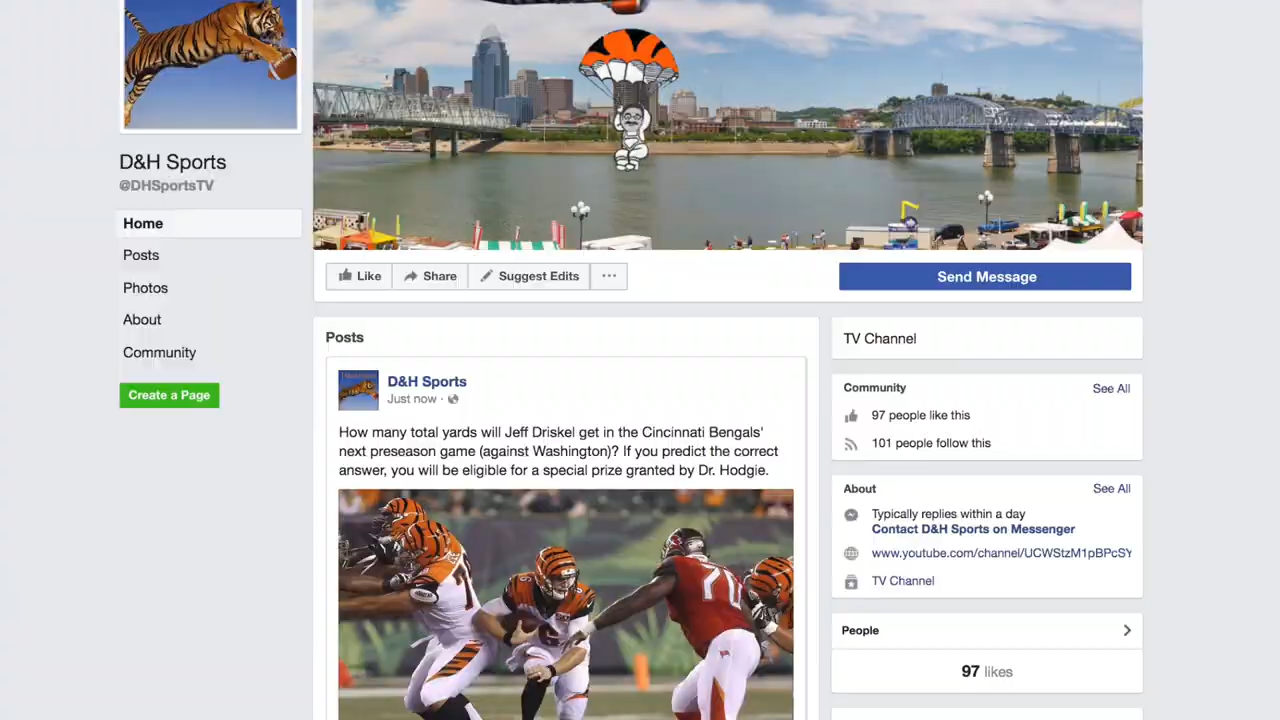 D&H Sports
@DHSportsTV
Home
Posts
Photos
About
Community
Create a Page
Like
Share
Suggest Edits
Send Message
Posts
D&H Sports
Just now ·
How many total yards will Jeff Driskel get in the Cincinnati Bengals'
next preseason game (against Washington)? If you predict the correct
answer, you will be eligible for a special prize granted by Dr. Hodgie.
70
TV Channel
Community
See All
97 people like this
101 people follow this
About
See All
Typically replies within a day
Contact D&H Sports on Messenger
www.youtube.com/channel/UCWStzM1pBPcSY
TV Channel
People
97 likes